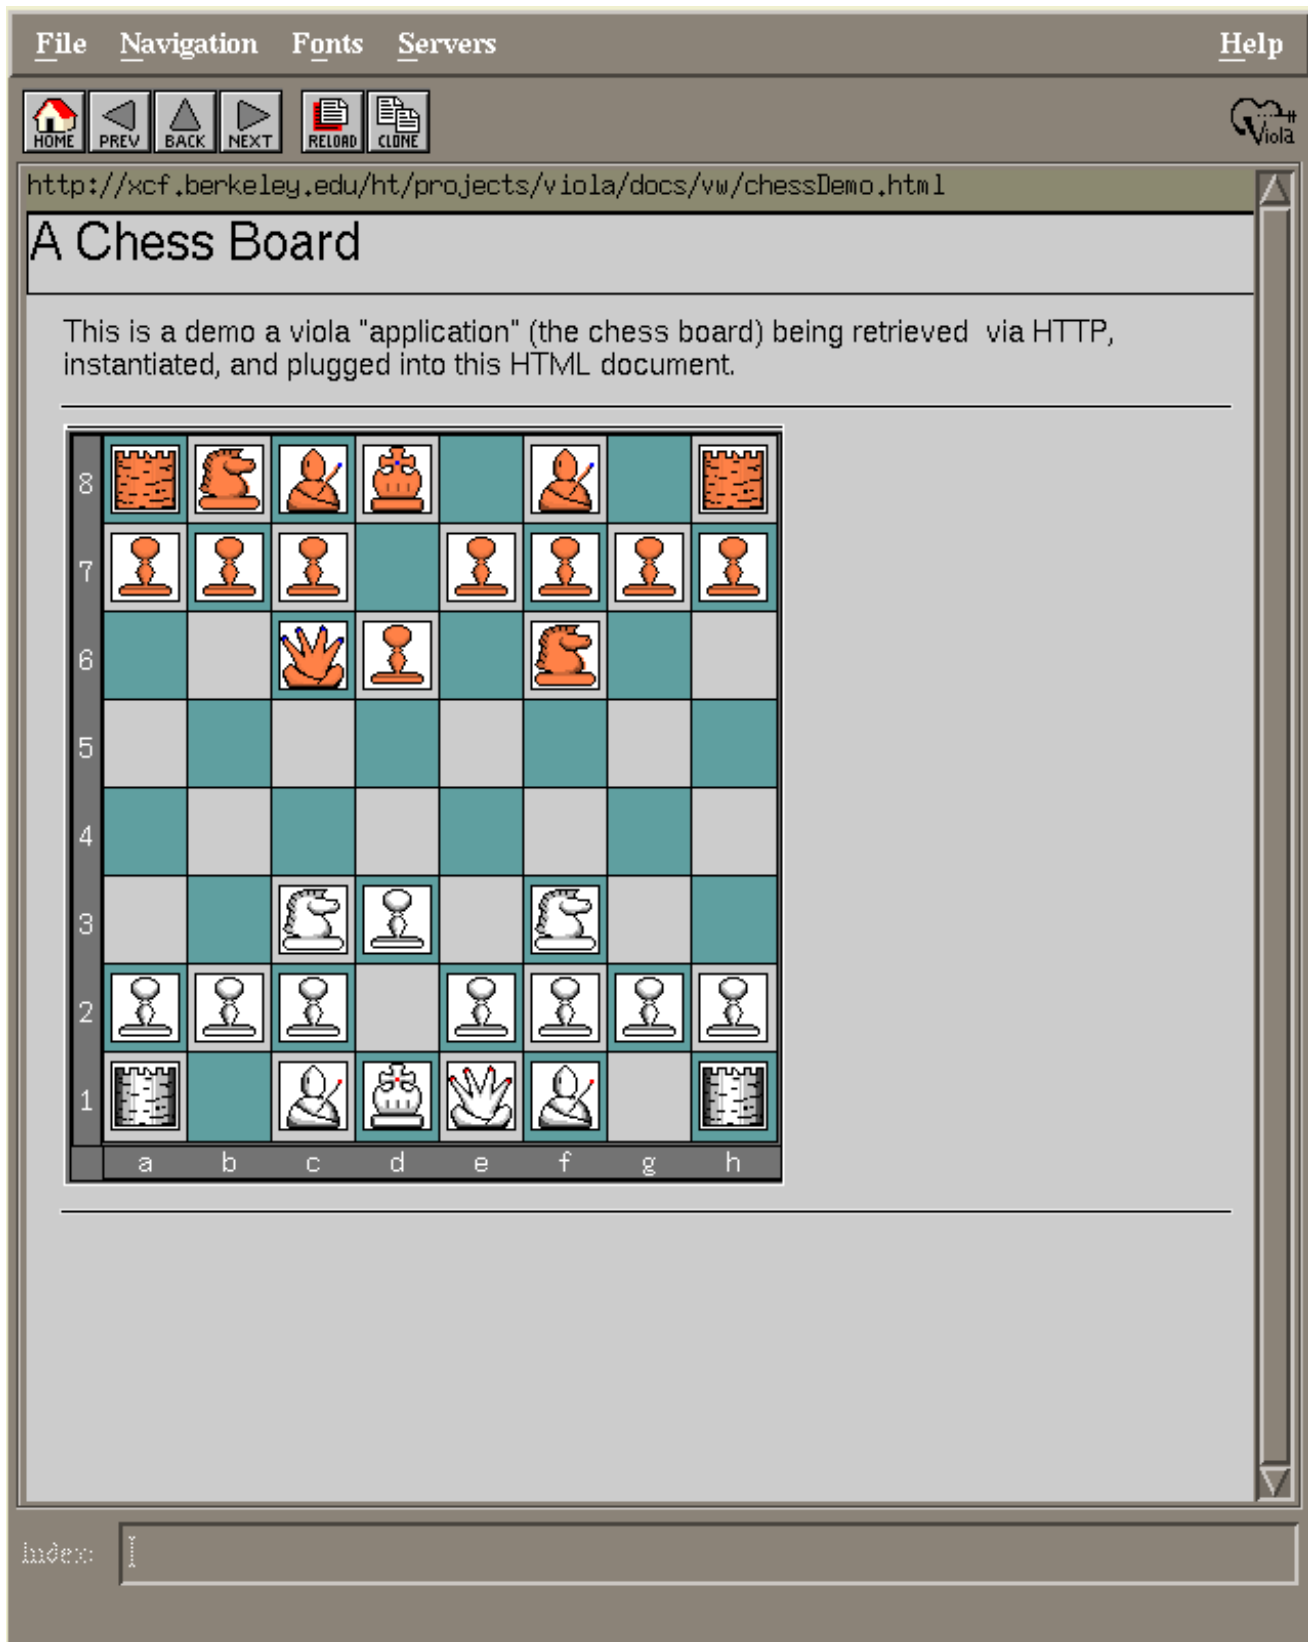 File Navigation Fonts Servers Help
HOME PREV BACK NEXT RELOAD CLONE Viola
http://xcf.berkeley.edu/ht/projects/viola/docs/vw/chessDemo.html
A Chess Board
This is a demo a viola "application" (the chess board) being retrieved via HTTP,
instantiated, and plugged into this HTML document.
8
7
6
5
4
3
2
1
a b c d e f g h
Index: